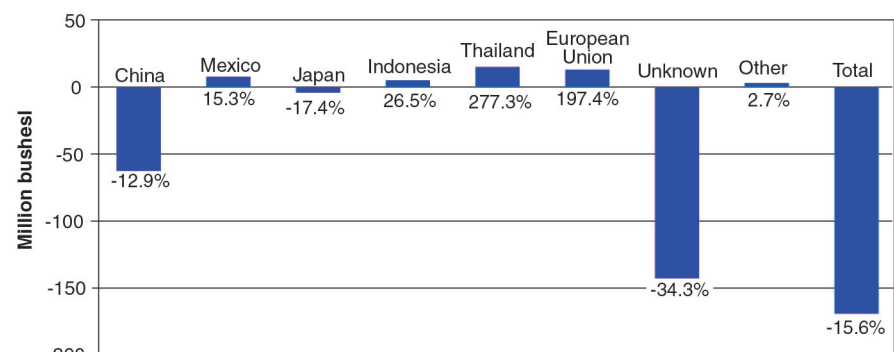 50
European
Union
Thailand
Mexico
Indonesia
China
Japan
Unknown
Other
Total
0
15.3%
-17.4%
26.5%
277.3%
197.4%
2.7%
-50
-12.9%
Million bushesl
-100
-150
-34.3%
-15.6%